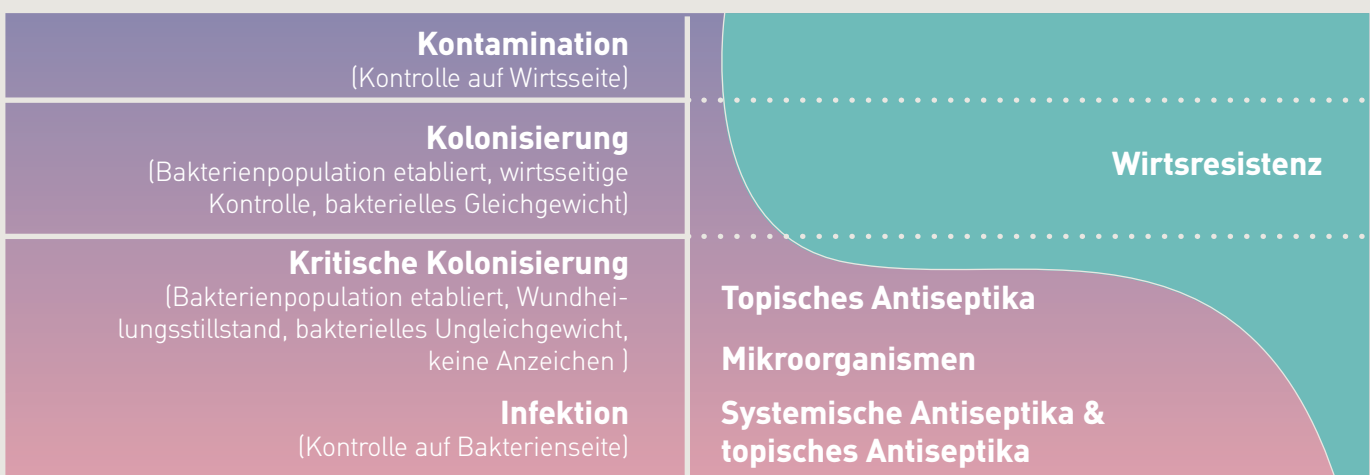 Kontamination
(Kontrolle auf Wirtsseite)
Kolonisierung
(Bakterienpopulation etabliert, wirtsseitige
Kontrolle, bakterielles Gleichgewicht)
Wirtsresistenz
Kritische Kolonisierung
(Bakterienpopulation etabliert, Wundhei-
lungsstillstand, bakterielles Ungleichgewicht,
keine Anzeichen )
Infektion
(Kontrolle auf Bakterienseite)
Topisches Antiseptika
Mikroorganismen
Systemische Antiseptika &
topisches Antiseptika